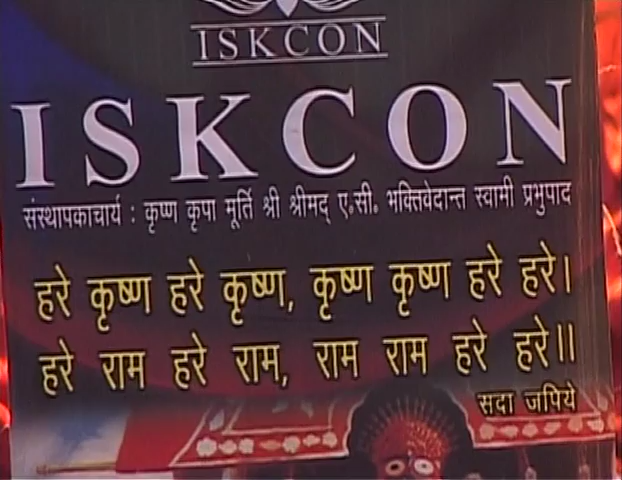 ISKCON
ISKCON
संस्थापकाचार्य : कृष्ण कृपा मूर्ति श्री श्रीमद् ए॰सी॰ भक्तिवेदान्त स्वामी प्रभुपाद
हरे कृष्ण हरे कृष्ण, कृष्ण कृष्ण हरे हरे।
हरे राम हरे राम, राम राम हरे हरे॥
सदा जपिये